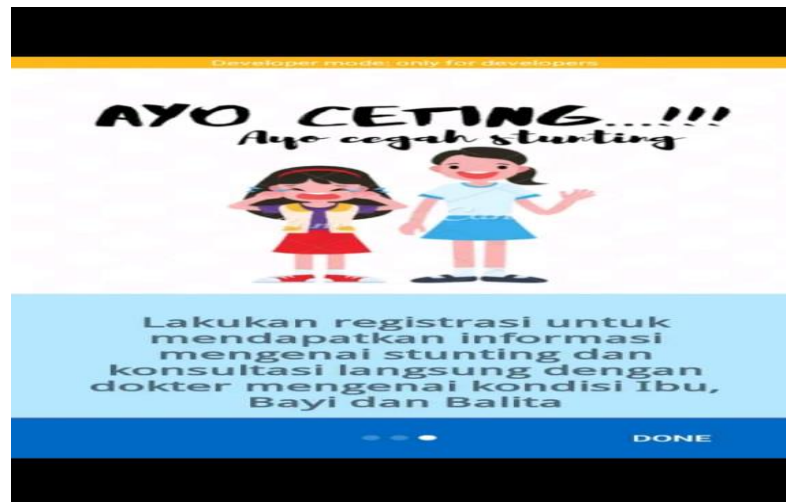 Developer mode: only for developers
AYO CETING...!!!
Ayo cegah stunting
Lakukan registrasi untuk
mendapatkan informasi
mengenai stunting dan
konsultasi langsung dengan
dokter mengenai kondisi Ibu,
Bayi dan Balita
DONE